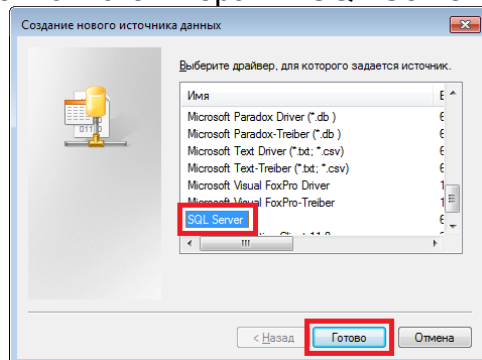 Создание нового источника данных
Выберите драйвер, для которого задается источник.
Имя
Microsoft Paradox Driver (*.db )
Microsoft Paradox-Treiber (*.db )
Microsoft Text Driver (*.txt; *.csv)
Microsoft Text-Treiber (*.txt; *.csv)
Microsoft Visual FoxPro Driver
Microsoft Visual FoxPro-Treiber
SQL Server
< Назад Готово Отмена